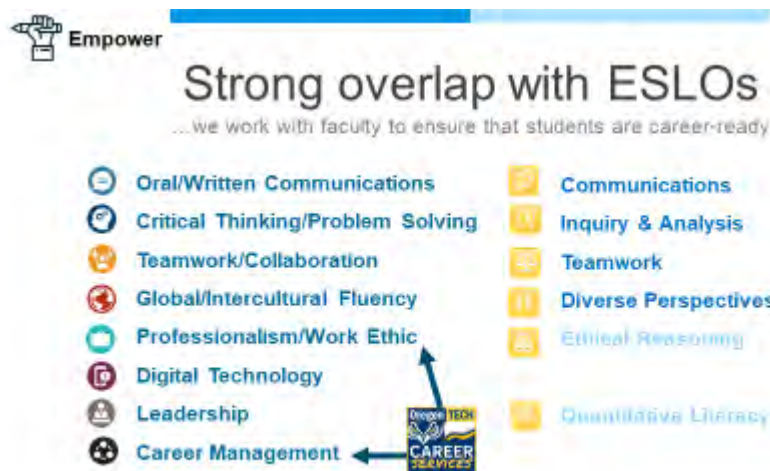 Empower
Strong overlap with ESLOs
...we work with faculty to ensure that students are career-ready
Oral/Written Communications
Critical Thinking/Problem Solving
Teamwork/Collaboration
Global/Intercultural Fluency
Professionalism/Work Ethic
Digital Technology
Leadership
Career Management
Communications
Inquiry & Analysis
Teamwork
Diverse Perspectives
Ethical Reasoning
Quantitative Literacy
Oregon TECH
CAREER
SERVICES